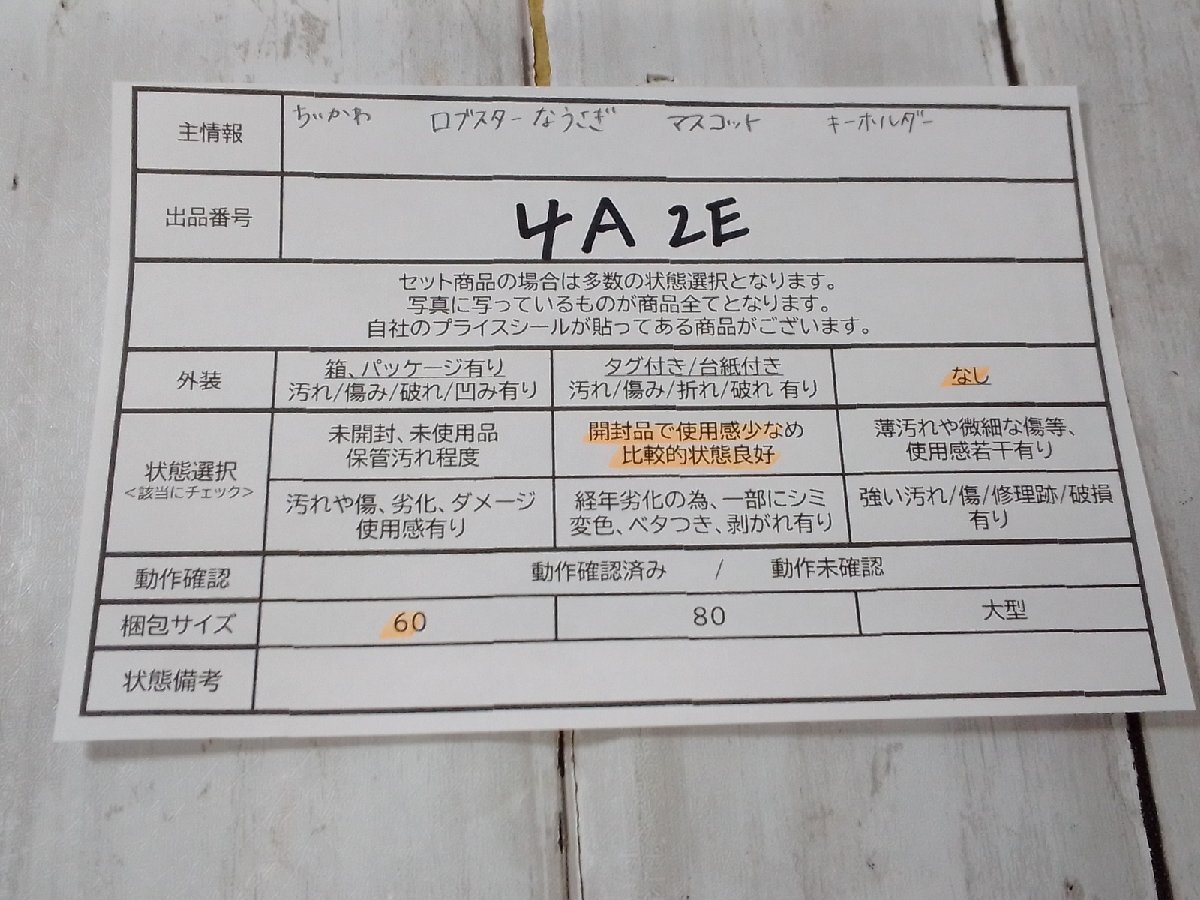 主情報
ちいかわ ロブスターなうさぎ マスコット キーホルダー
出品番号
4A 2E
セット商品の場合は多数の状態選択となります。
写真に写っているものが商品全てとなります。
自社のプライスシールが貼ってある商品がございます。
外装
箱、パッケージ有り
汚れ/傷み/破れ/凹み有り
タグ付き/台紙付き
汚れ/傷み/折れ/破れ 有り
なし
状態選択
<該当にチェック>
未開封、未使用品
保管汚れ程度
開封品で使用感少なめ
比較的状態良好
薄汚れや微細な傷等、
使用感若干有り
汚れや傷、劣化、ダメージ
使用感有り
経年劣化の為、一部にシミ
変色、ベタつき、剥がれ有り
強い汚れ/傷/修理跡/破損
有り
動作確認
動作確認済み / 動作未確認
梱包サイズ
60
80
大型
状態備考